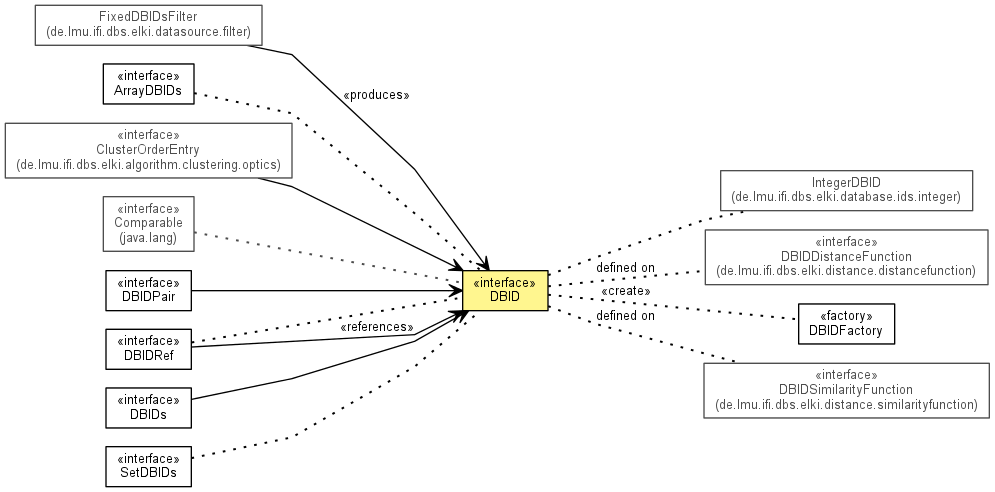 FixedDBIDsFilter
(de.lmu.ifi.dbs.elki.datasource.filter)
«interface»
ArrayDBIDs
«interface»
ClusterOrderEntry
(de.lmu.ifi.dbs.elki.algorithm.clustering.optics)
«interface»
Comparable
(java.lang)
«interface»
DBIDPair
«interface»
DBIDRef
«interface»
DBIDs
«interface»
SetDBIDs
«produces»
«references»
«interface»
DBID
defined on
«create»
defined on
IntegerDBID
(de.lmu.ifi.dbs.elki.database.ids.integer)
«interface»
DBIDDistanceFunction
(de.lmu.ifi.dbs.elki.distance.distancefunction)
«factory»
DBIDFactory
«interface»
DBIDSimilarityFunction
(de.lmu.ifi.dbs.elki.distance.similarityfunction)